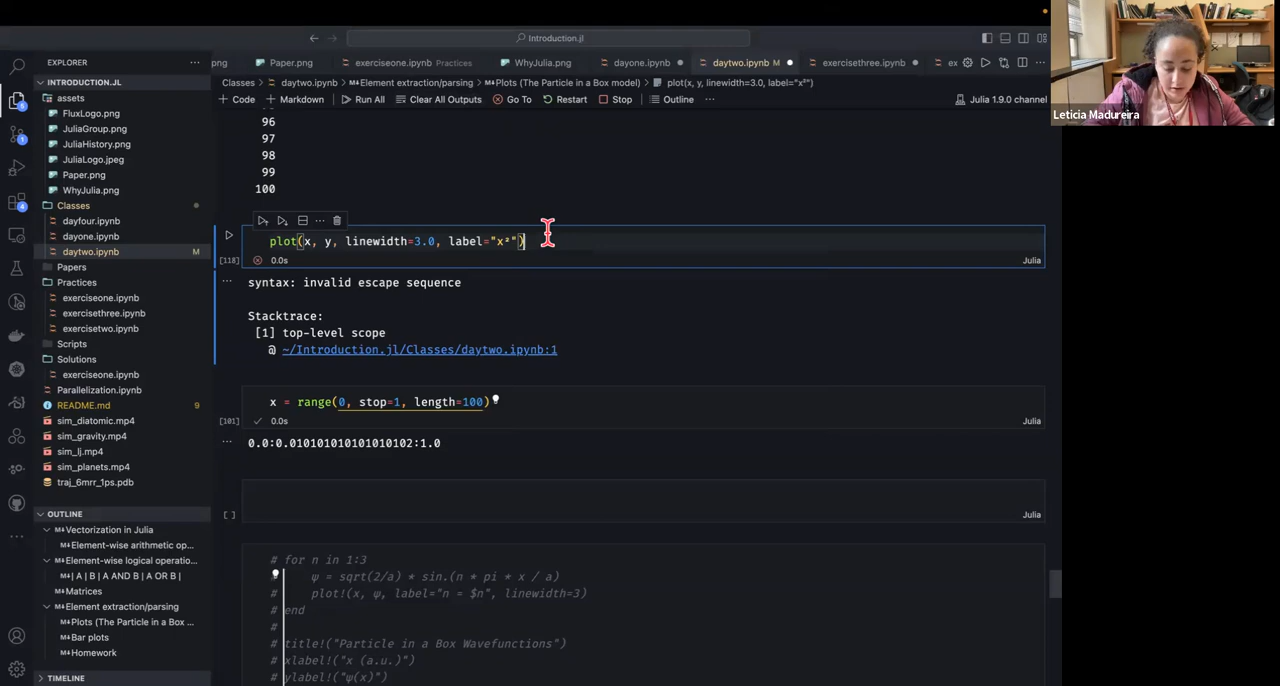 Introduction.jl
EXPLORER
png
Paper.png
exerciseone.ipynb Practices
WhyJulia.png
dayone.ipynb
daytwo.ipynb M
exercisethree.ipynb
ex
INTRODUCTION.JL
Classes > daytwo.ipynb > M↓Element extraction/parsing > M↓Plots (The Particle in a Box model) > plot(x, y, linewidth=3.0, label="x²")
+ Code + Markdown Run All Clear All Outputs Go To Restart Stop Outline ...
Julia 1.9.0 channel
assets
FluxLogo.png
JuliaGroup.png
JuliaHistory.png
JuliaLogo.jpeg
Paper.png
WhyJulia.png
Classes
dayfour.ipynb
dayone.ipynb
daytwo.ipynb M
Papers
Practices
exerciseone.ipynb
exercisethree.ipynb
exercisetwo.ipynb
Scripts
Solutions
exerciseone.ipynb
Parallelization.ipynb
README.md 9
sim_diatomic.mp4
sim_gravity.mp4
sim_lj.mp4
sim_planets.mp4
traj_6mrr_1ps.pdb
OUTLINE
M↓Vectorization in Julia
M↓Element-wise arithmetic op...
M↓Element-wise logical operatio...
M↓| A | B | A AND B | A OR B |
M↓Matrices
M↓Element extraction/parsing
M↓Plots (The Particle in a Box ...
M↓Bar plots
M↓Homework
TIMELINE
5
1
4
96
97
98
99
100
plot(x, y, linewidth=3.0, label="x²")
[118] 0.0s Julia
syntax: invalid escape sequence
Stacktrace:
[1] top-level scope
@ ~/Introduction.jl/Classes/daytwo.ipynb:1
x = range(0, stop=1, length=100)
[101] 0.0s Julia
0.0:0.010101010101010102:1.0
[ ] Julia
# for n in 1:3
# ψ = sqrt(2/a) * sin.(n * pi * x / a)
# plot!(x, ψ, label="n = $n", linewidth=3)
# end
#
# title!("Particle in a Box Wavefunctions")
# xlabel!("x (a.u.)")
# ylabel!("ψ(x)")
Leticia Madureira